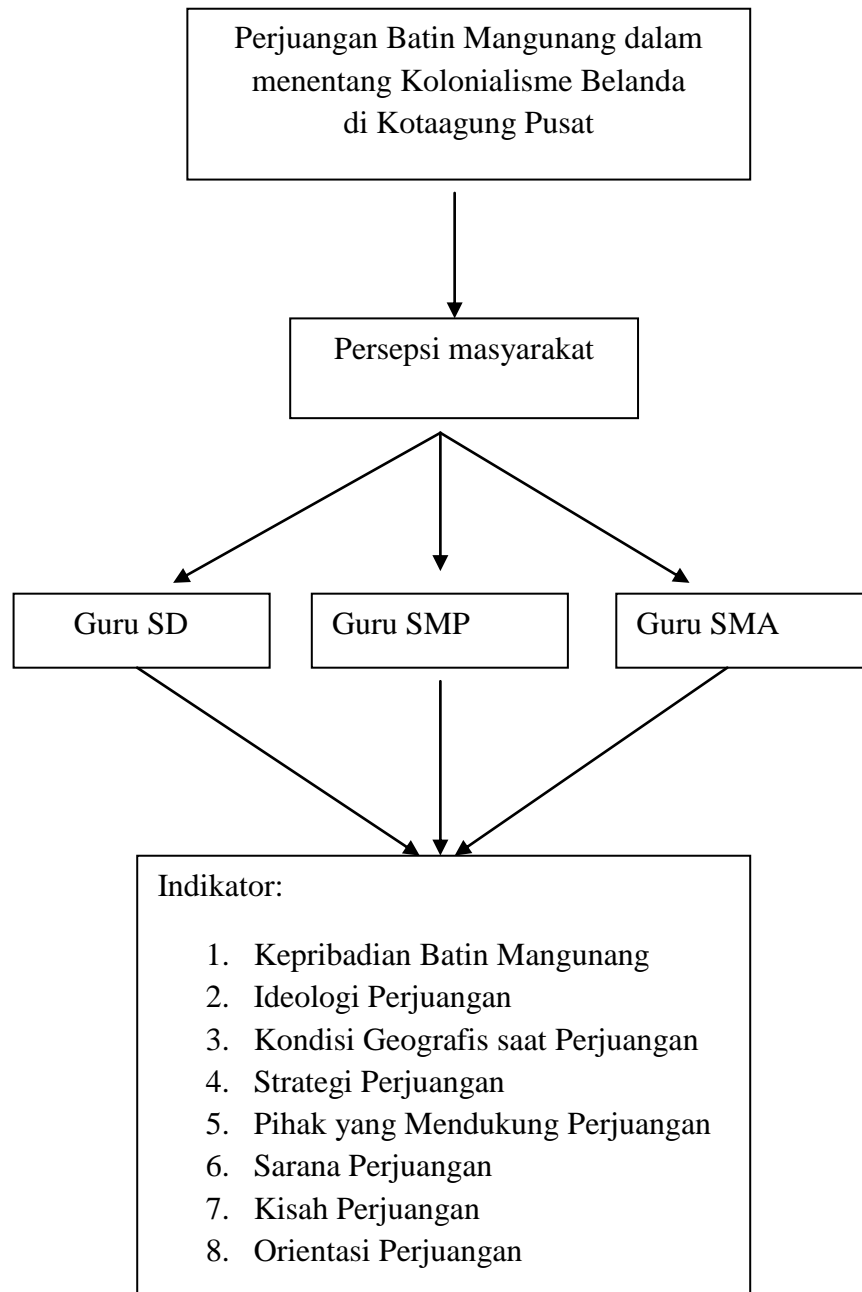 Perjuangan Batin Mangunang dalam
menentang Kolonialisme Belanda
di Kotaagung Pusat
Persepsi masyarakat
Guru SD
Guru SMP
Guru SMA
Indikator:
1. Kepribadian Batin Mangunang
2. Ideologi Perjuangan
3. Kondisi Geografis saat Perjuangan
4. Strategi Perjuangan
5. Pihak yang Mendukung Perjuangan
6. Sarana Perjuangan
7. Kisah Perjuangan
8. Orientasi Perjuangan